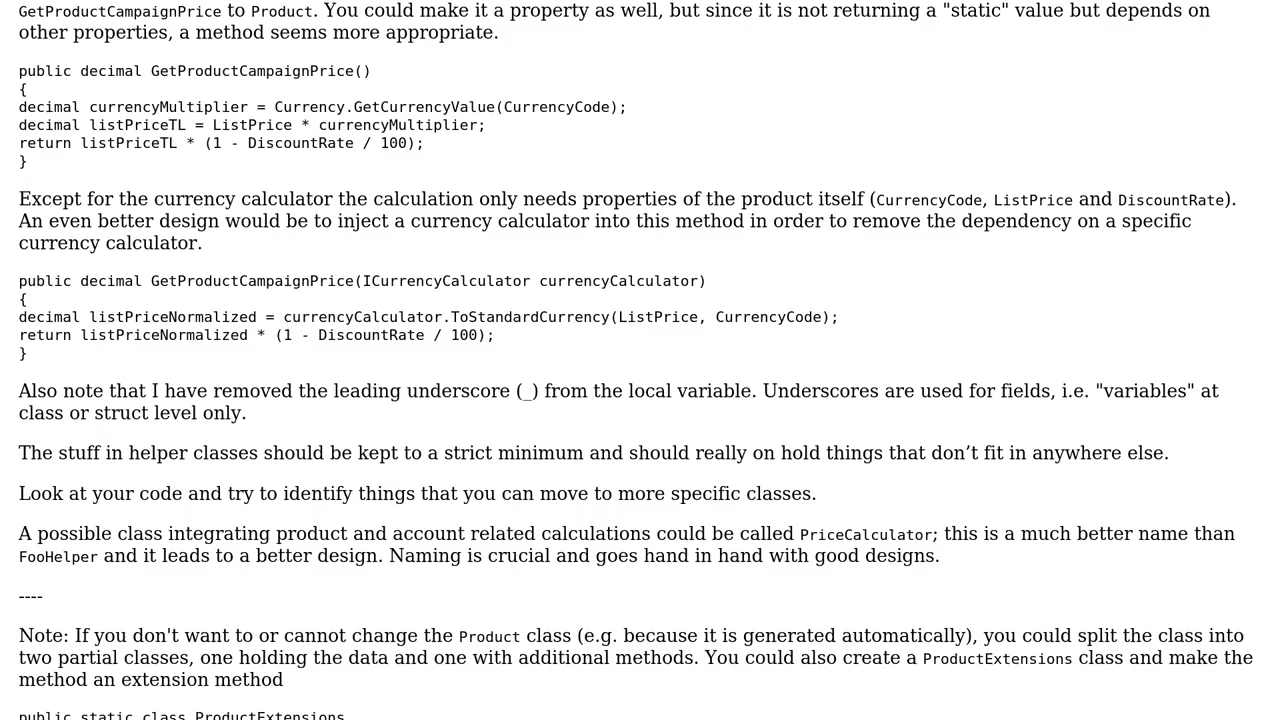 GetProductCampaignPrice to Product. You could make it a property as well, but since it is not returning a "static" value but depends on
other properties, a method seems more appropriate.
public decimal GetProductCampaignPrice()
{
decimal currencyMultiplier = Currency.GetCurrencyValue(CurrencyCode);
decimal listPriceTL = ListPrice * currencyMultiplier;
return listPriceTL * (1 - DiscountRate / 100);
}
Except for the currency calculator the calculation only needs properties of the product itself (CurrencyCode, ListPrice and DiscountRate).
An even better design would be to inject a currency calculator into this method in order to remove the dependency on a specific
currency calculator.
public decimal GetProductCampaignPrice(ICurrencyCalculator currencyCalculator)
{
decimal listPriceNormalized = currencyCalculator.ToStandardCurrency(ListPrice, CurrencyCode);
return listPriceNormalized * (1 - DiscountRate / 100);
}
Also note that I have removed the leading underscore (_) from the local variable. Underscores are used for fields, i.e. "variables" at
class or struct level only.
The stuff in helper classes should be kept to a strict minimum and should really on hold things that don’t fit in anywhere else.
Look at your code and try to identify things that you can move to more specific classes.
A possible class integrating product and account related calculations could be called PriceCalculator; this is a much better name than
FooHelper and it leads to a better design. Naming is crucial and goes hand in hand with good designs.
----
Note: If you don't want to or cannot change the Product class (e.g. because it is generated automatically), you could split the class into
two partial classes, one holding the data and one with additional methods. You could also create a ProductExtensions class and make the
method an extension method
public static class ProductExtensions